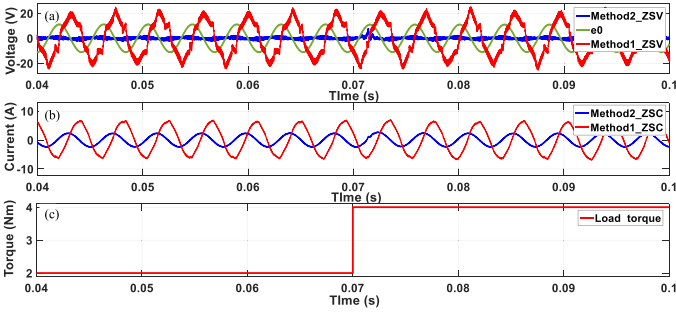 (a)
Voltage (V)
20
0
-20
Method2_ZSV
e0
Method1_ZSV
0.04 0.05 0.06 0.07 0.08 0.09 0.1
TIme (s)
(b)
Current (A)
10
0
-10
Method2_ZSC
Method1_ZSC
0.04 0.05 0.06 0.07 0.08 0.09 0.1
TIme (s)
(c)
Torque (Nm)
4
3
2
Load torque
0.04 0.05 0.06 0.07 0.08 0.09 0.1
TIme (s)